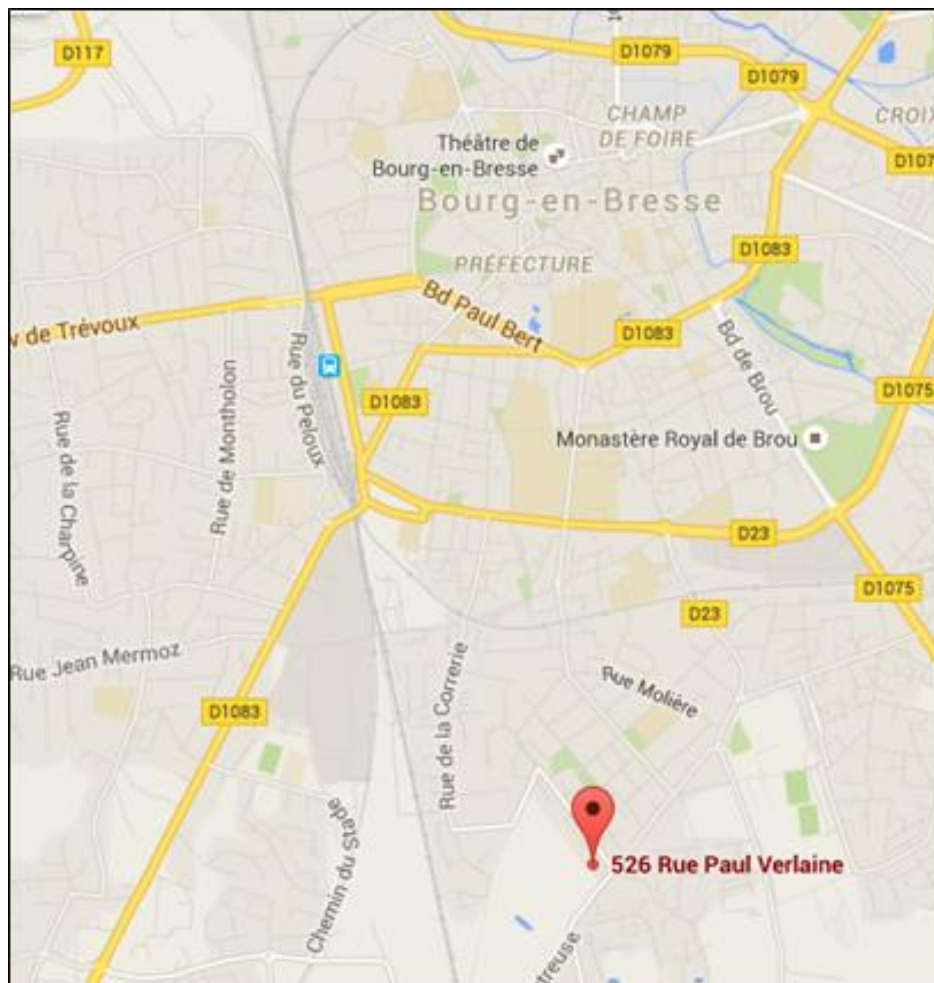 D117
D1079
D1079
CHAMP
DE FOIRE
CROIX
Théâtre de
Bourg-en-Bresse
D107
Bourg-en-Bresse
D1083
PRÉFECTURE
Bd Paul Bert
de Trévoux
D1083
Bd de Brou
Rue du Peloux
D1083
D1075
Rue de Montholon
Rue de la Charpine
Monastère Royal de Brou
D23
D1075
D23
Rue Jean Mermoz
Rue de la Correrie
Rue Molière
D1083
Chemin du Stade
526 Rue Paul Verlaine
treuse